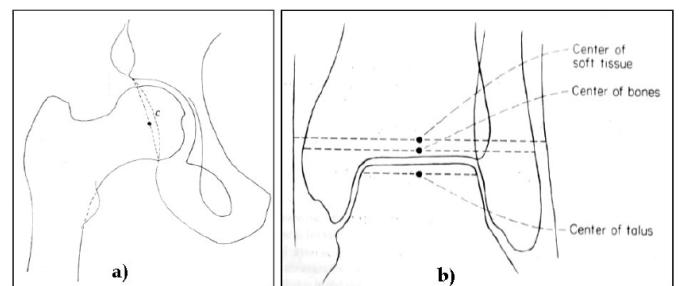 c
a)
Center of
soft tissue
Center of bones
Center of talus
b)